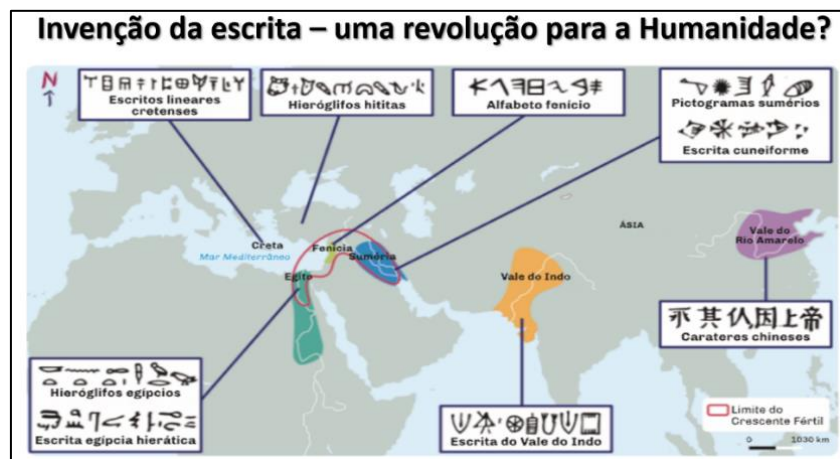 Invenção da escrita – uma revolução para a Humanidade?
N
Escritos lineares
cretenses
Hieróglifos hititas
Alfabeto fenício
Pictogramas sumérios
Escrita cuneiforme
ÁSIA
Creta
Fenícia
Mar Mediterrâneo
Suméria
Egito
Vale do Indo
Vale do
Rio Amarelo
Carateres chineses
Hieróglifos egípcios
Escrita egípcia hierática
Escrita do Vale do Indo
Limite do
Crescente Fértil
0 1030 km